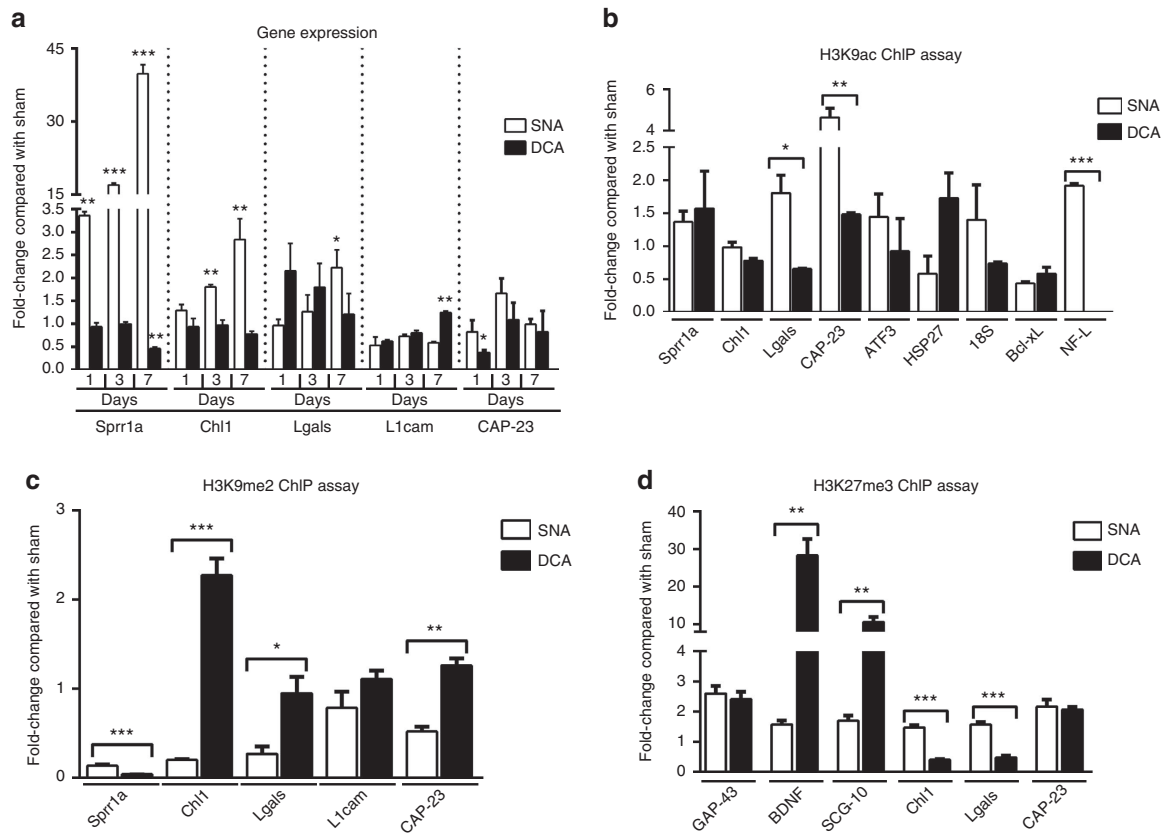 a
Gene expression
Fold-change compared with sham
45
30
15
3.5
3.0
2.5
2.0
1.5
1.0
0.5
0.0
** *** *** ** ** ** * ** *
SNA
DCA
1 3 7 1 3 7 1 3 7 1 3 7 1 3 7
Days Days Days Days Days
Sprr1a Chl1 Lgals L1cam CAP-23
b
H3K9ac ChIP assay
Fold-change compared with sham
6
4
2.0
1.5
1.0
0.5
0.0
* ** ***
SNA
DCA
Sprr1a Chl1 Lgals CAP-23 ATF3 HSP27 18S Bcl-xL NF-L
c
H3K9me2 ChIP assay
Fold-change compared with sham
3
2
1
0
*** *** * **
SNA
DCA
Sprr1a Chl1 Lgals L1cam CAP-23
d
H3K27me3 ChIP assay
Fold-change compared with sham
40
30
20
10
4
3
2
1
0
** ** *** ***
SNA
DCA
GAP-43 BDNF SCG-10 Chl1 Lgals CAP-23